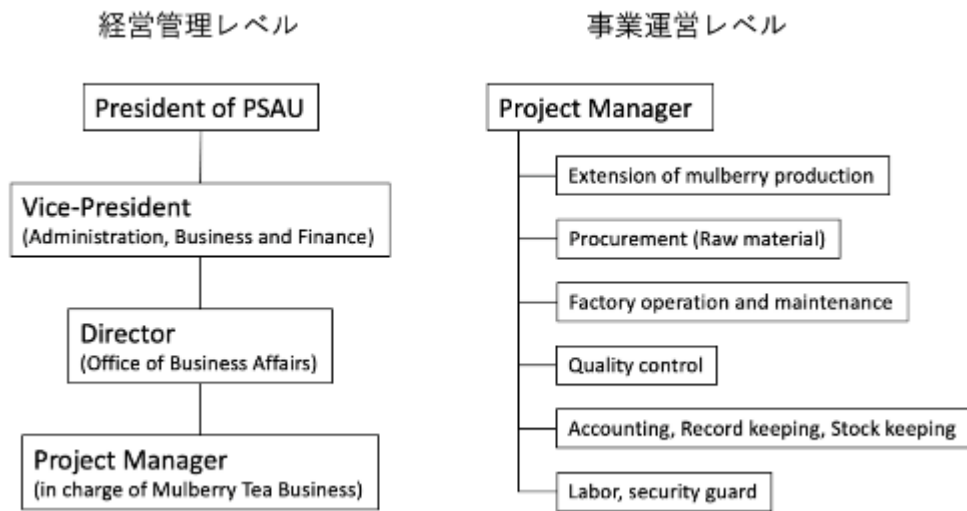 経営管理レベル
President of PSAU
Vice-President
(Administration, Business and Finance)
Director
(Office of Business Affairs)
Project Manager
(in charge of Mulberry Tea Business)
事業運営レベル
Project Manager
Extension of mulberry production
Procurement (Raw material)
Factory operation and maintenance
Quality control
Accounting, Record keeping, Stock keeping
Labor, security guard